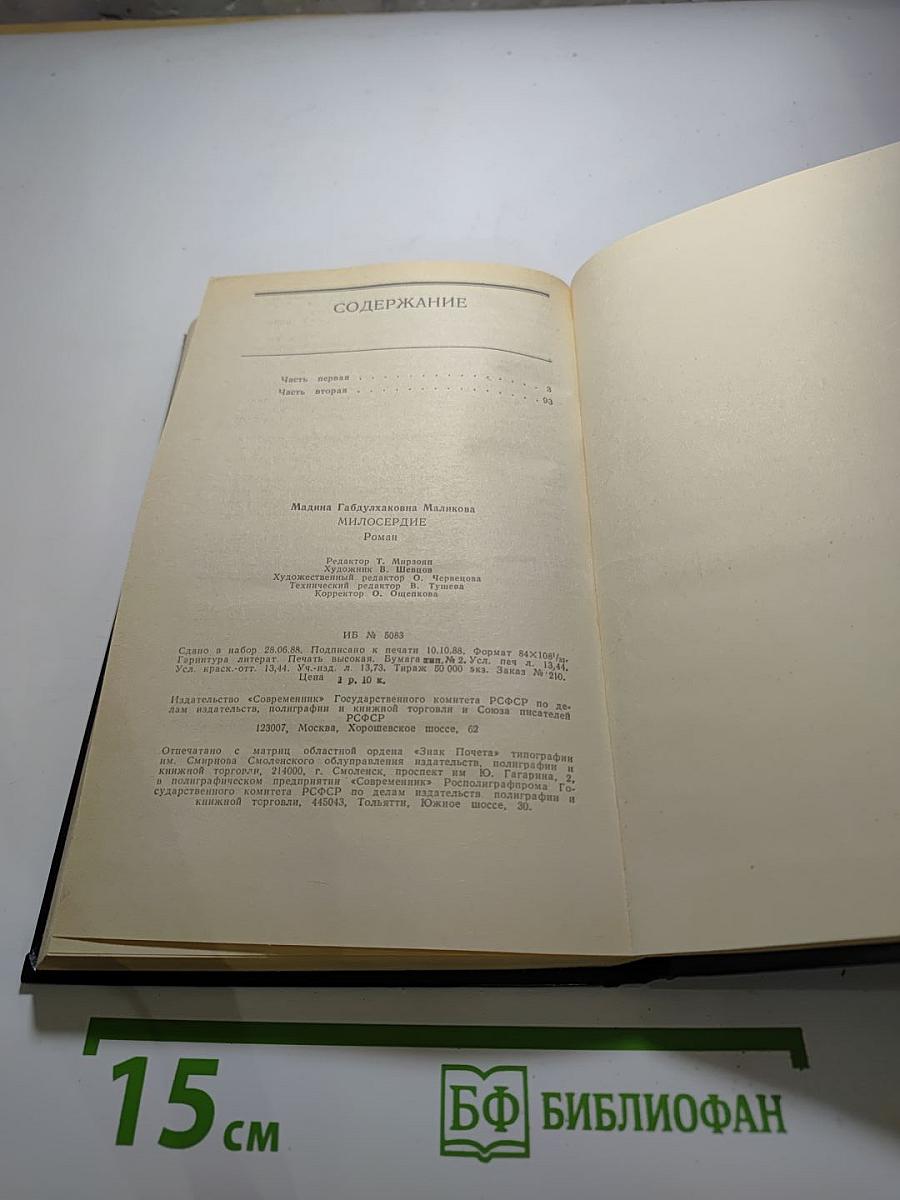 СОДЕРЖАНИЕ
Часть первая . . . . . . . . . . . . . . . . 3
Часть вторая . . . . . . . . . . . . . . . . 93
Мадина Габдулхаковна Маликова
МИЛОСЕРДИЕ
Роман
Редактор Т. Мирзоян
Художник В. Шевцов
Художественный редактор О. Червецова
Технический редактор В. Тушева
Корректор О. Ощепкова
ИБ № 5083
Сдано в набор 28.06.88. Подписано к печати 10.10.88. Формат 84×108¹/₃₂.
Гарнитура литерат. Печать высокая. Бумага тип. № 2. Усл. печ л. 13,44.
Усл. краск.-отт. 13,44. Уч.-изд. л. 13,73. Тираж 50 000 экз. Заказ № 210.
Цена 1 р. 10 к.
Издательство «Современник» Государственного комитета РСФСР по де-
лам издательств, полиграфии и книжной торговли и Союза писателей
РСФСР
123007, Москва, Хорошевское шоссе, 62
Отпечатано с матриц областной ордена «Знак Почета» типографии
им. Смирнова Смоленского облуправления издательств, полиграфии и
книжной торговли, 214000, г. Смоленск, проспект им Ю. Гагарина, 2,
в полиграфическом предприятии «Современник» Росполиграфпрома Го-
сударственного комитета РСФСР по делам издательств полиграфии и
книжной торговли, 445043, Тольятти, Южное шоссе, 30.
15 см
БФ БИБЛИОФАН